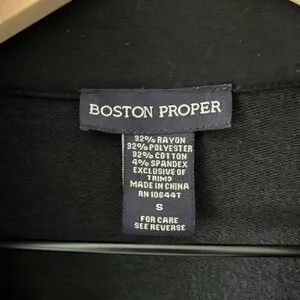 BOSTON PROPER
32% RAYON
32% POLYESTER
32% COTTON
4% SPANDEX
EXCLUSIVE OF
TRIMS
MADE IN CHINA
RN 106447
S
FOR CARE
SEE REVERSE